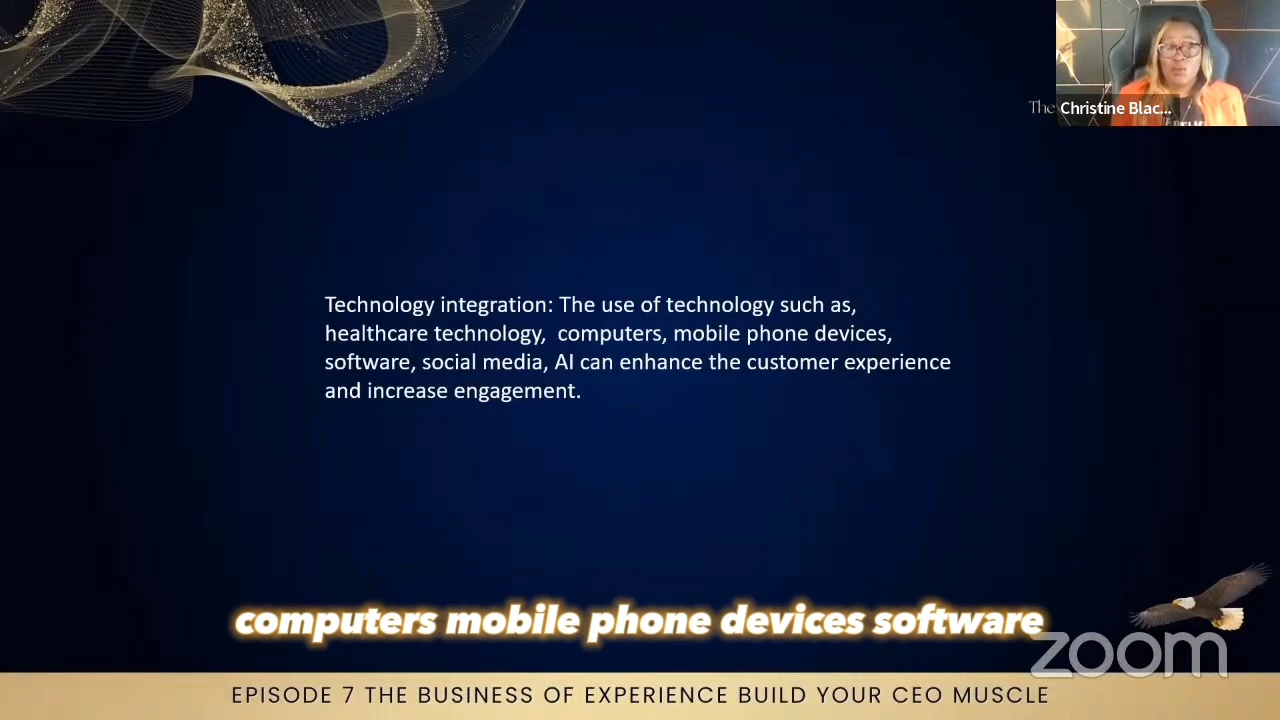 The
Christine Blac...
Technology integration: The use of technology such as,
healthcare technology,  computers, mobile phone devices,
software, social media, AI can enhance the customer experience
and increase engagement.
computers mobile phone devices software
zoom
EPISODE 7 THE BUSINESS OF EXPERIENCE BUILD YOUR CEO MUSCLE